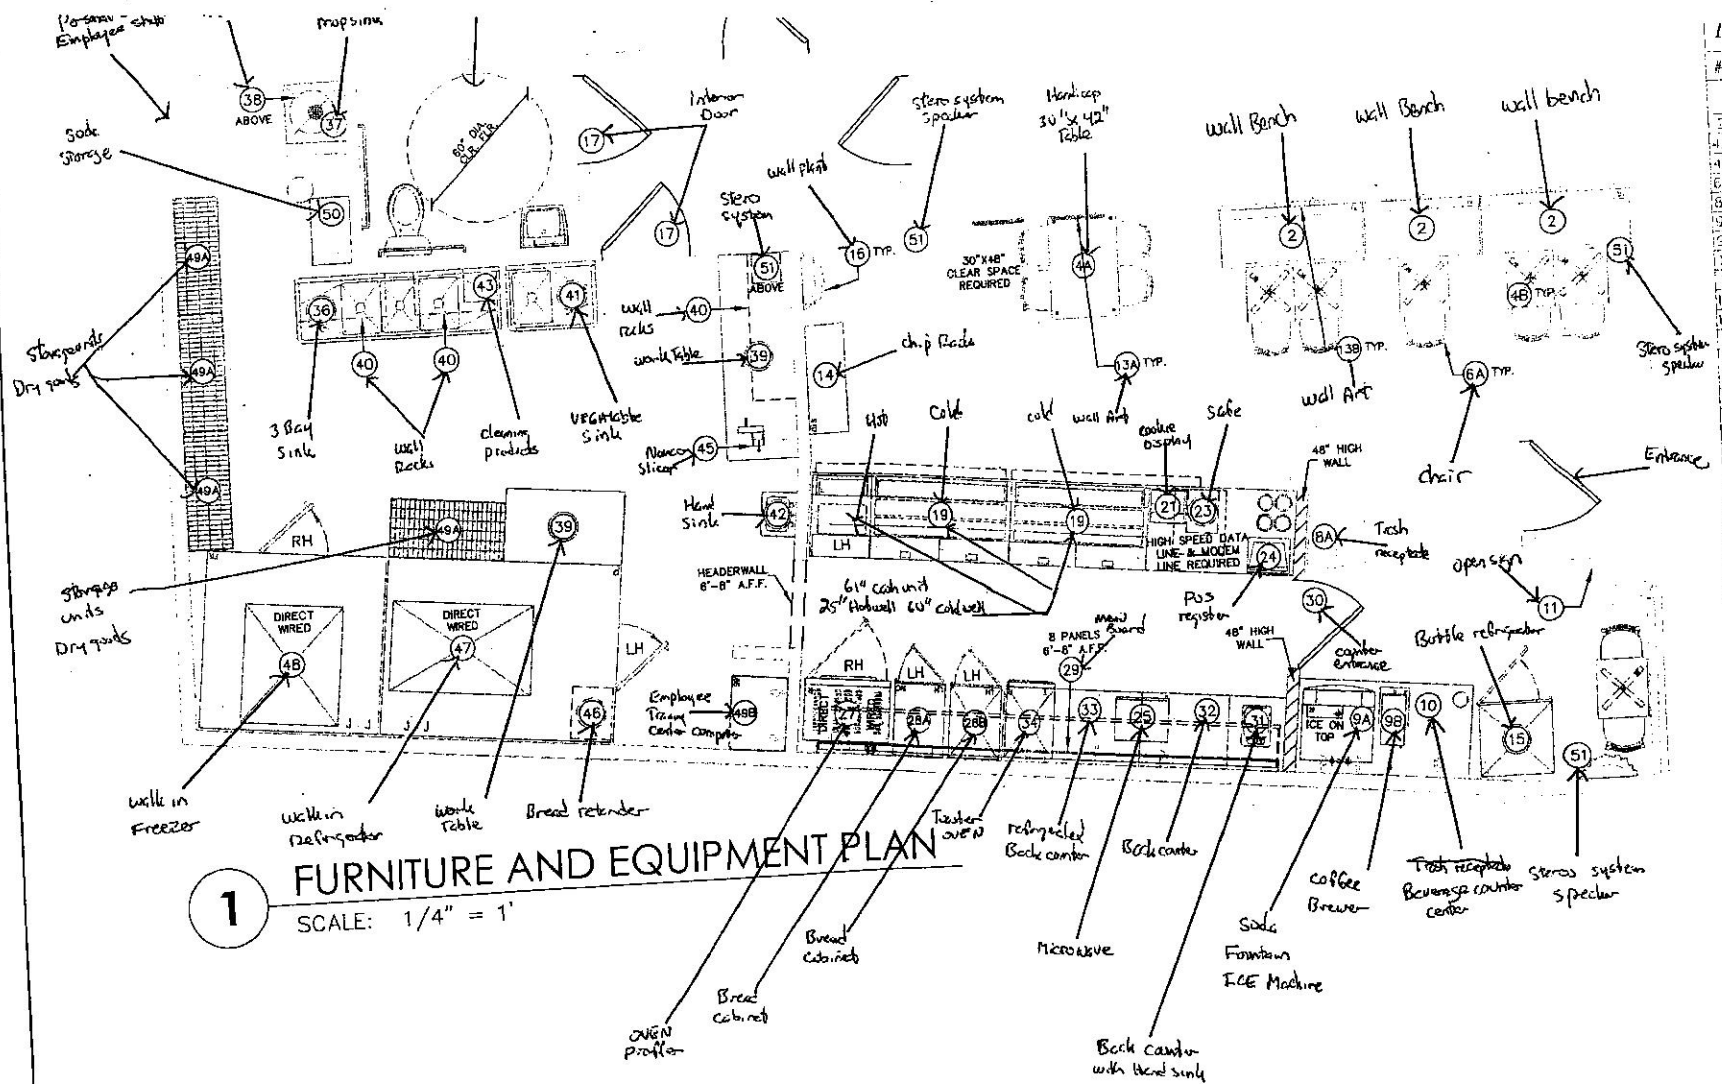 Employee stuff
mop sink
38
ABOVE
37
60" DIA.
CLR. FLR.
17
Interior
Door
17
Soda
Storage
50
Stero
system
51
ABOVE
wall plant
16 TYP.
Stero system
Speaker
51
Handicap
30" x 42"
Table
4A
30"X48"
CLEAR SPACE
REQUIRED
wall Bench
2
wall Bench
2
wall bench
2
51
4B TYP.
Stero system
Speaker
49A
49A
49A
Storage units
Dry goods
36
40
40
43
41
3 Bay
Sink
wall
Racks
cleaning
products
VEGAtable
Sink
wall
Racks
40
work Table
39
45
14
chip Racks
13A TYP.
wall Art
13B TYP.
wall Art
6A TYP.
chair
Hot
Cold
cold
cookie
Display
Safe
48" HIGH
WALL
Entrance
Hand
Sink
42
LH
19
19
21
23
HIGH SPEED DATA
LINE & MODEM
LINE REQUIRED
24
8A
Trash
receptacle
RH
49A
39
HEADERWALL
6'-8" A.F.F.
61" cash unit
25" Hotwell 60" coldwell
POS
register
open sign
11
30
counter
entrance
48" HIGH
WALL
Storage
units
Dry goods
DIRECT
WIRED
48
DIRECT
WIRED
47
LH
46
Employee
Training
Center computer
49B
RH
LH
LH
Menu
Board
8 PANELS
6'-8" A.F.F.
29
27
28A
28B
34
33
25
32
31
ICE ON
TOP
9A
9B
10
15
51
Bottle refrigerator
walk in
Freezer
walk in
Refrigerator
work
Table
Bread retarder
Toaster
OVEN
refrigerated
Back counter
Back counter
1
FURNITURE AND EQUIPMENT PLAN
SCALE: 1/4" = 1'
OVEN
Proffer
Bread
Cabinet
Bread
Cabinet
Microwave
Back counter
with Hand sink
Soda
Fountain
ICE Machine
coffee
Brewer
Trash receptacle
Beverage counter
center
Steros system
Speaker